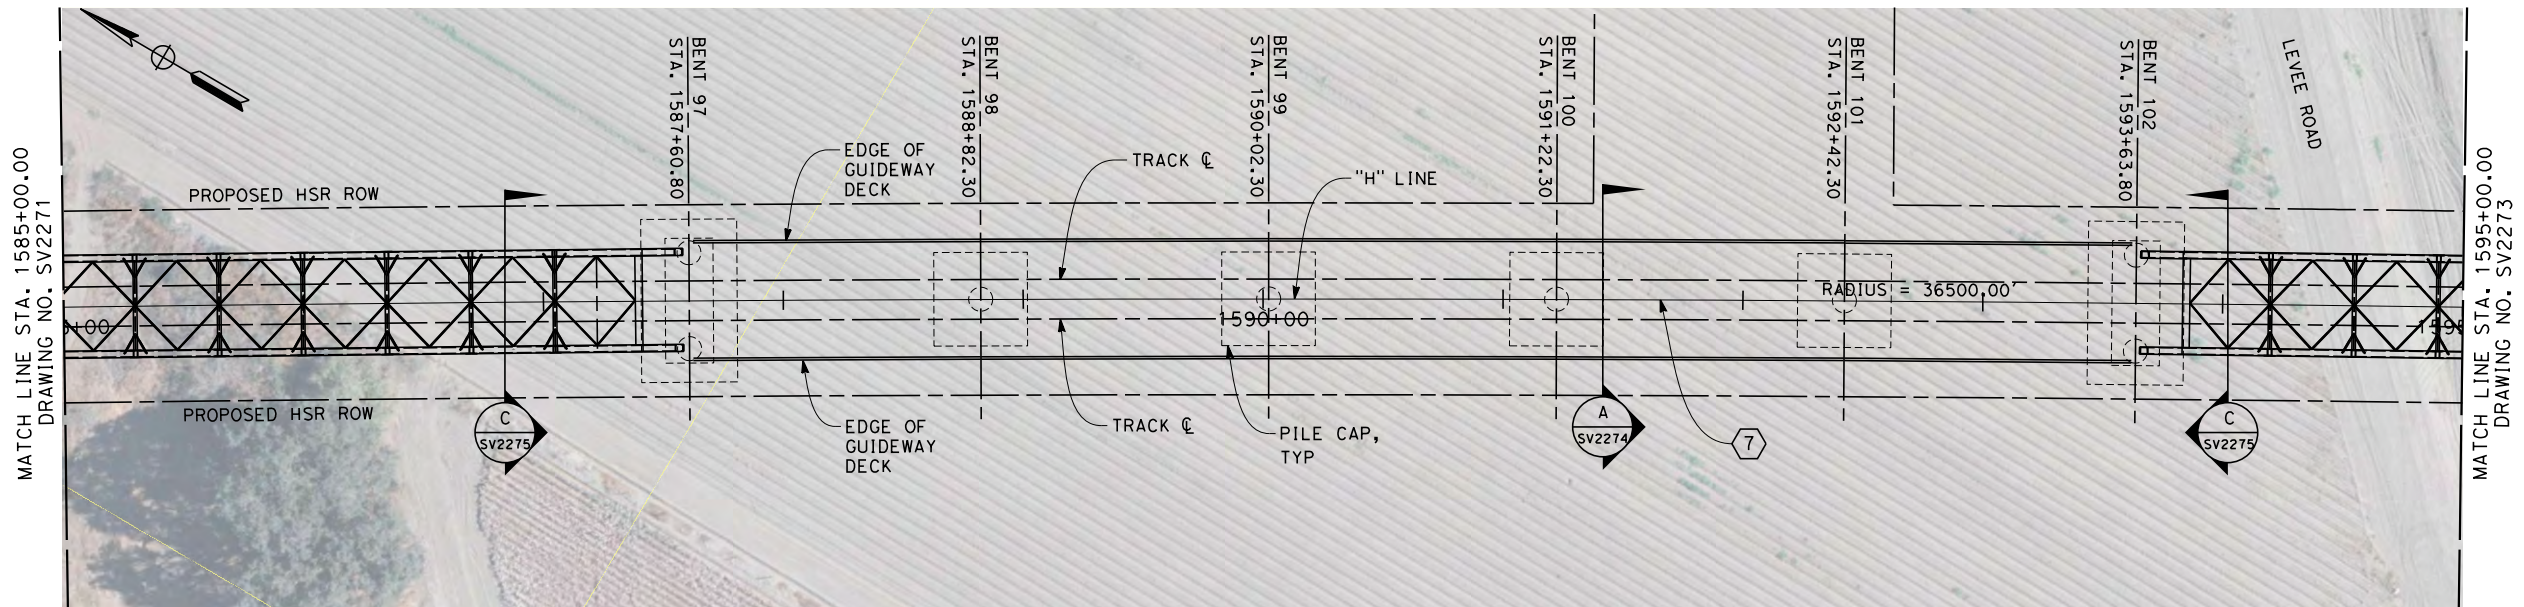 MATCH LINE STA. 1585+00.00
DRAWING NO. SV2271
BENT 97
STA. 1587+60.80
BENT 98
STA. 1588+82.30
BENT 99
STA. 1590+02.30
BENT 100
STA. 1591+22.30
BENT 101
STA. 1592+42.30
BENT 102
STA. 1593+63.80
LEVEE ROAD
PROPOSED HSR ROW
EDGE OF
GUIDEWAY
DECK
TRACK ℄
"H" LINE
RADIUS = 36500.00'
1590+00
+00
159
PROPOSED HSR ROW
C
SV2275
EDGE OF
GUIDEWAY
DECK
TRACK ℄
PILE CAP,
TYP
A
SV2274
7
C
SV2275
MATCH LINE STA. 1595+00.00
DRAWING NO. SV2273